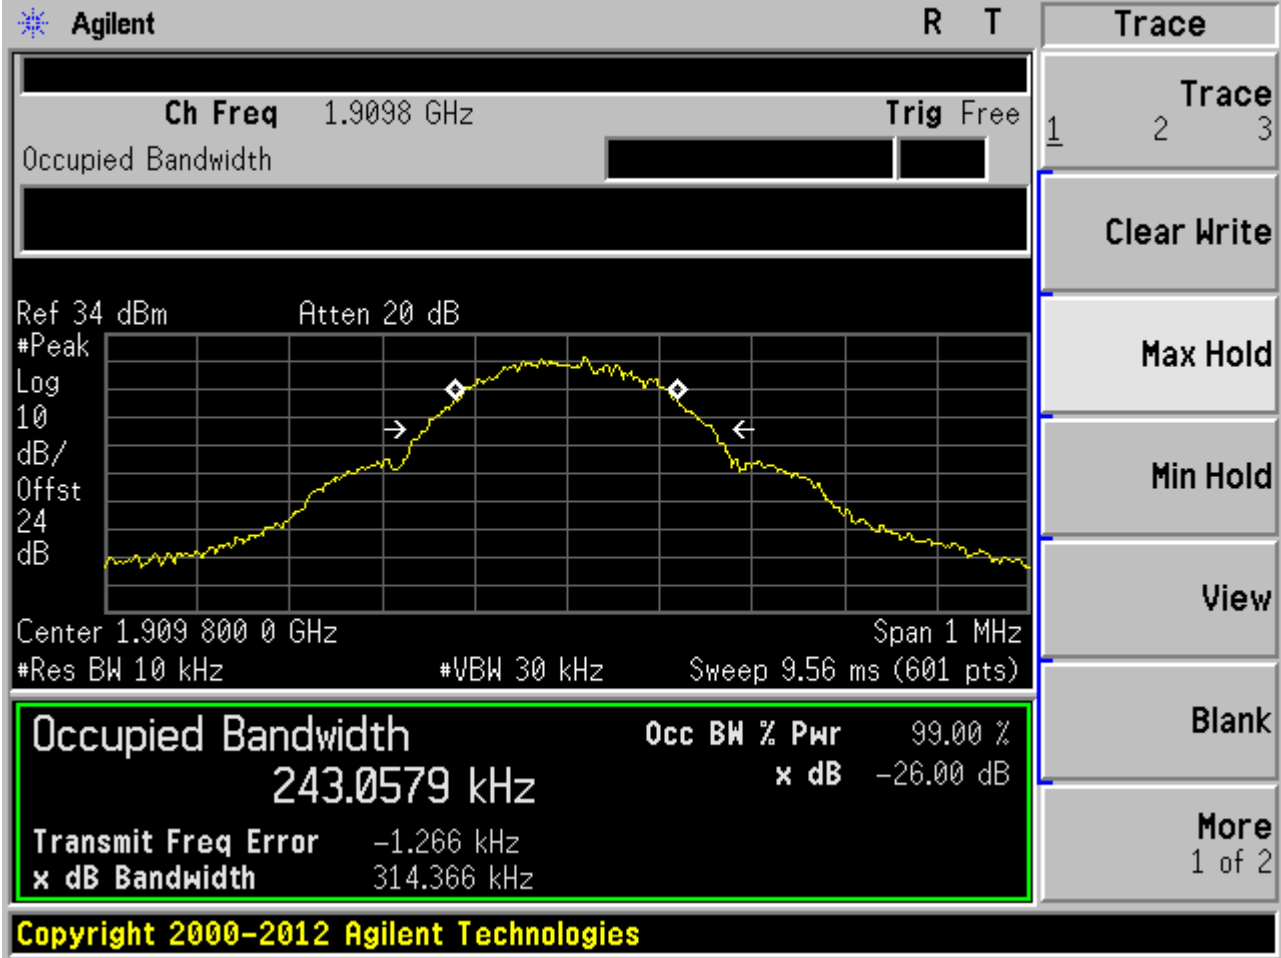 Agilent R T Trace
Ch Freq 1.9098 GHz Trig Free
Occupied Bandwidth
Trace
1 2 3
Clear Write
Max Hold
Min Hold
View
Blank
More
1 of 2
Ref 34 dBm Atten 20 dB
#Peak
Log
10
dB/
Offst
24
dB
Center 1.909 800 0 GHz Span 1 MHz
#Res BW 10 kHz #VBW 30 kHz Sweep 9.56 ms (601 pts)
Occupied Bandwidth Occ BW % Pwr 99.00 %
243.0579 kHz x dB -26.00 dB
Transmit Freq Error -1.266 kHz
x dB Bandwidth 314.366 kHz
Copyright 2000-2012 Agilent Technologies